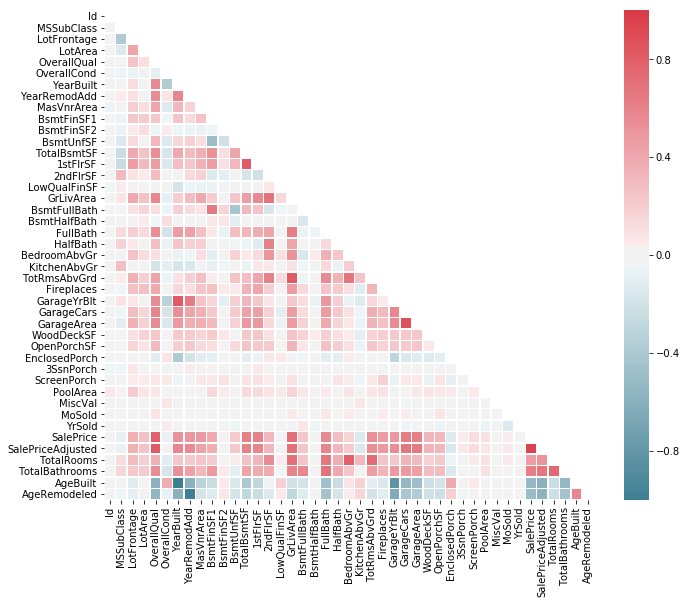 Id
MSSubClass
LotFrontage
LotArea
OverallQual
OverallCond
YearBuilt
YearRemodAdd
MasVnrArea
BsmtFinSF1
BsmtFinSF2
BsmtUnfSF
TotalBsmtSF
1stFlrSF
2ndFlrSF
LowQualFinSF
GrLivArea
BsmtFullBath
BsmtHalfBath
FullBath
HalfBath
BedroomAbvGr
KitchenAbvGr
TotRmsAbvGrd
Fireplaces
GarageYrBlt
GarageCars
GarageArea
WoodDeckSF
OpenPorchSF
EnclosedPorch
3SsnPorch
ScreenPorch
PoolArea
MiscVal
MoSold
YrSold
SalePrice
SalePriceAdjusted
TotalRooms
TotalBathrooms
AgeBuilt
AgeRemodeled
Id
MSSubClass
LotFrontage
LotArea
OverallQual
OverallCond
YearBuilt
YearRemodAdd
MasVnrArea
BsmtFinSF1
BsmtFinSF2
BsmtUnfSF
TotalBsmtSF
1stFlrSF
2ndFlrSF
LowQualFinSF
GrLivArea
BsmtFullBath
BsmtHalfBath
FullBath
HalfBath
BedroomAbvGr
KitchenAbvGr
TotRmsAbvGrd
Fireplaces
GarageYrBlt
GarageCars
GarageArea
WoodDeckSF
OpenPorchSF
EnclosedPorch
3SsnPorch
ScreenPorch
PoolArea
MiscVal
MoSold
YrSold
SalePrice
SalePriceAdjusted
TotalRooms
TotalBathrooms
AgeBuilt
AgeRemodeled
0.8
0.4
0.0
−0.4
−0.8